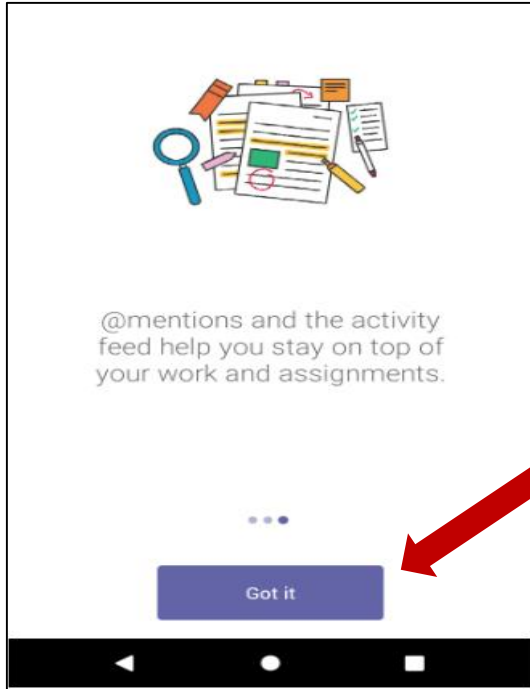 @mentions and the activity
feed help you stay on top of
your work and assignments.
Got it